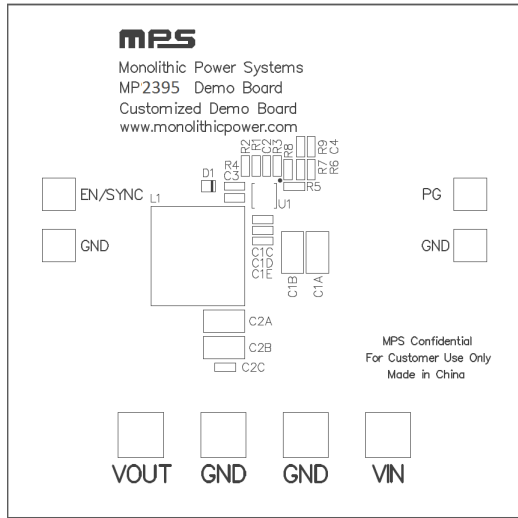 mps
Monolithic Power Systems
MP2395 Demo Board
Customized Demo Board
www.monolithicpower.com
R2
R1
C2
R3
R8
R9
C4
R7
R6
R4
C3
D1
R5
U1
L1
EN/SYNC
PG
GND
GND
C1C
C1D
C1E
C1B
C1A
C2A
C2B
C2C
MPS Confidential
For Customer Use Only
Made in China
VOUT GND GND VIN